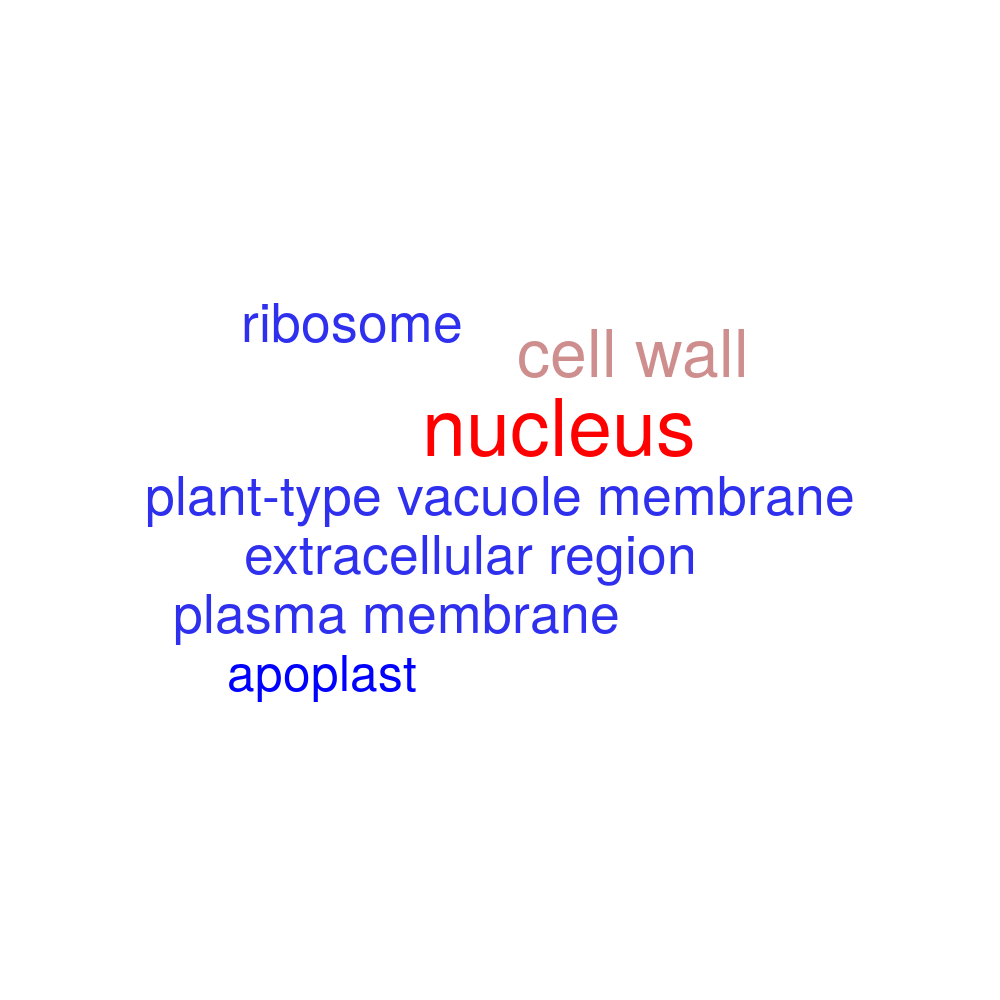 ribosome
cell wall
nucleus
plant-type vacuole membrane
extracellular region
plasma membrane
apoplast